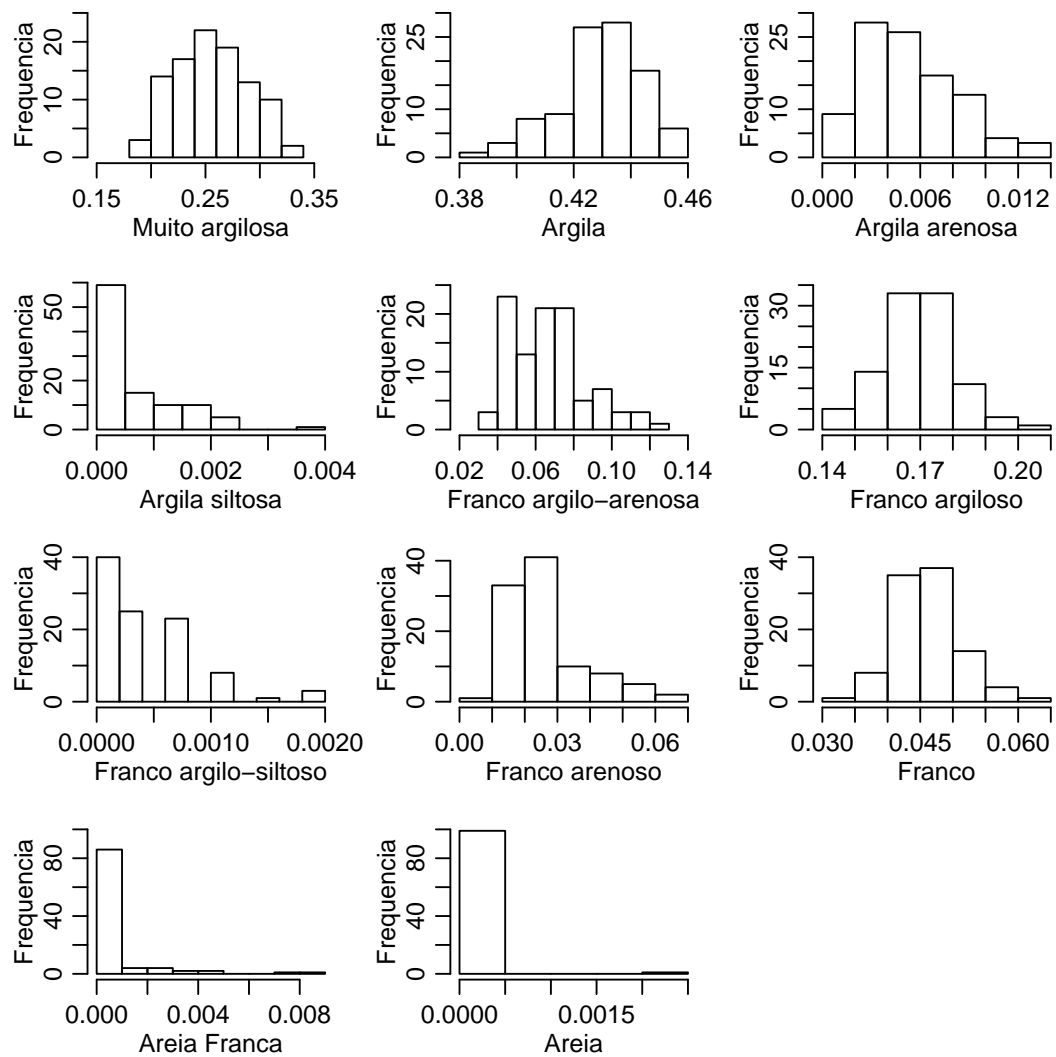 Frequencia
0 10 20
0.15 0.25 0.35
Muito argilosa
Frequencia
0 10 25
0.38 0.42 0.46
Argila
Frequencia
0 10 25
0.000 0.006 0.012
Argila arenosa
Frequencia
0 20 50
0.000 0.002 0.004
Argila siltosa
Frequencia
0 10 20
0.02 0.06 0.10 0.14
Franco argilo−arenosa
Frequencia
0 15 30
0.14 0.17 0.20
Franco argiloso
Frequencia
0 20 40
0.0000 0.0010 0.0020
Franco argilo−siltoso
Frequencia
0 20 40
0.00 0.03 0.06
Franco arenoso
Frequencia
0 20 40
0.030 0.045 0.060
Franco
Frequencia
0 40 80
0.000 0.004 0.008
Areia Franca
Frequencia
0 40 80
0.0000 0.0015
Areia